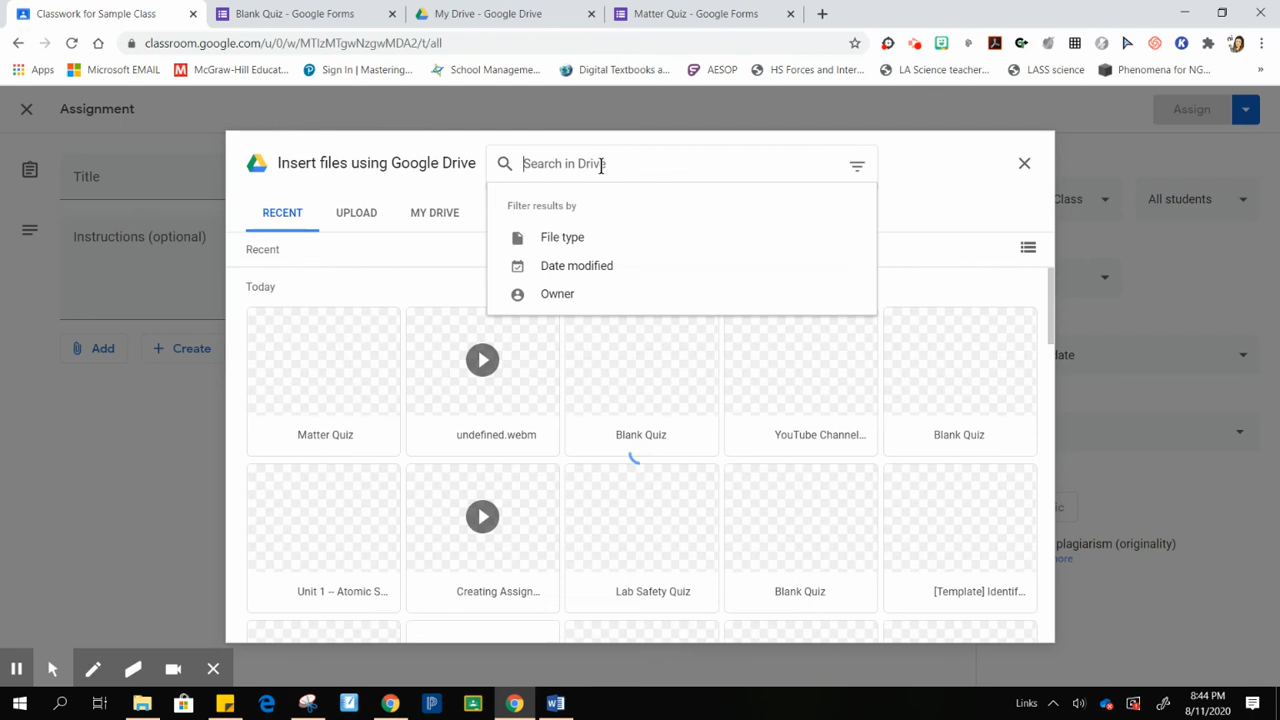 Classwork for Sample Class
Blank Quiz - Google Forms
My Drive - Google Drive
Matter Quiz - Google Forms
classroom.google.com/u/0/w/MTIzMTgwNzgwMDA2/t/all
Apps
Microsoft EMAIL
McGraw-Hill Educat...
Sign In | Mastering...
School Manageme...
Digital Textbooks a...
AESOP
HS Forces and Inter...
LA Science teacher...
LASS science
Phenomena for NG...
»
Assignment
Assign
Insert files using Google Drive
Search in Drive
Title
Class
All students
Filter results by
RECENT
UPLOAD
MY DRIVE
Instructions (optional)
File type
Recent
Date modified
Today
Owner
Add
Create
date
Matter Quiz
undefined.webm
Blank Quiz
YouTube Channel...
Blank Quiz
ic
plagiarism (originality)
more
Unit 1 -- Atomic S...
Creating Assign...
Lab Safety Quiz
Blank Quiz
[Template] Identif...
Links
8:44 PM
8/11/2020